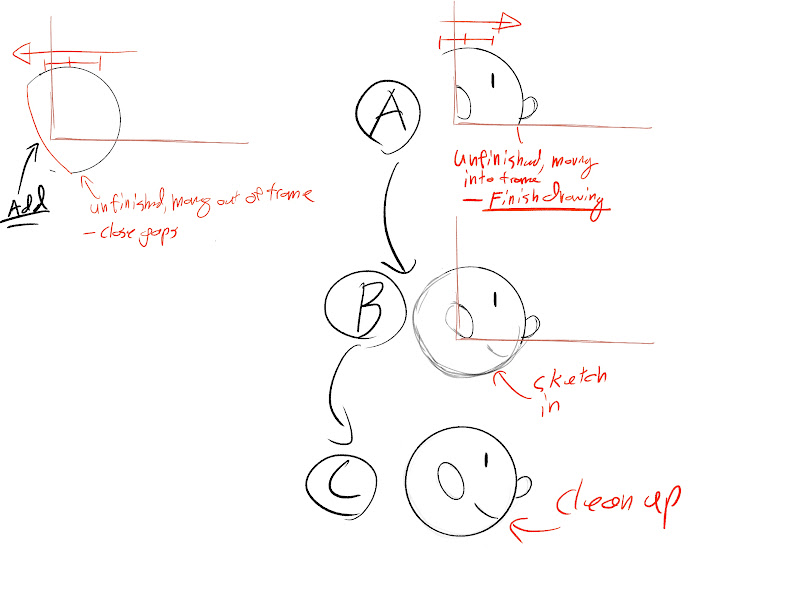 Add
unfinished, moving out of frame
- close gaps
A
unfinished, moving
into frame
- Finish drawing
B
sketch
in
C
clean up